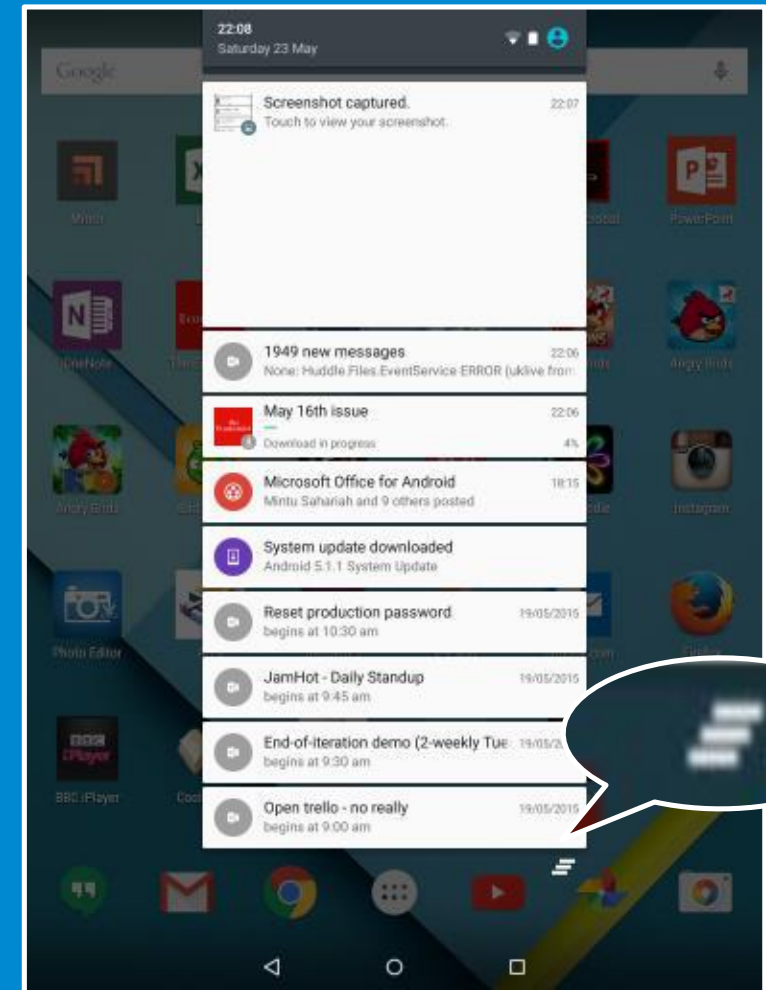 22:08
Saturday 23 May
Google
Screenshot captured.
22:07
Touch to view your screenshot.
PowerPoint
1949 new messages
22:06
None: Huddle.Files.EventService ERROR (uklive from
OneNote
Angry Birds
May 16th issue
22:06
Download in progress
4%
Microsoft Office for Android
18:15
Mintu Sahariah and 9 others posted
Angry Birds
Instagram
System update downloaded
Android 5.1.1 System Update
Reset production password
19/05/2015
begins at 10:30 am
Photo Editor
Firefox
JamHot - Daily Standup
19/05/2015
begins at 9:45 am
End-of-iteration demo (2-weekly Tue
begins at 9:30 am
BBC
iPlayer
BBC iPlayer
Open trello - no really
19/05/2015
begins at 9:00 am